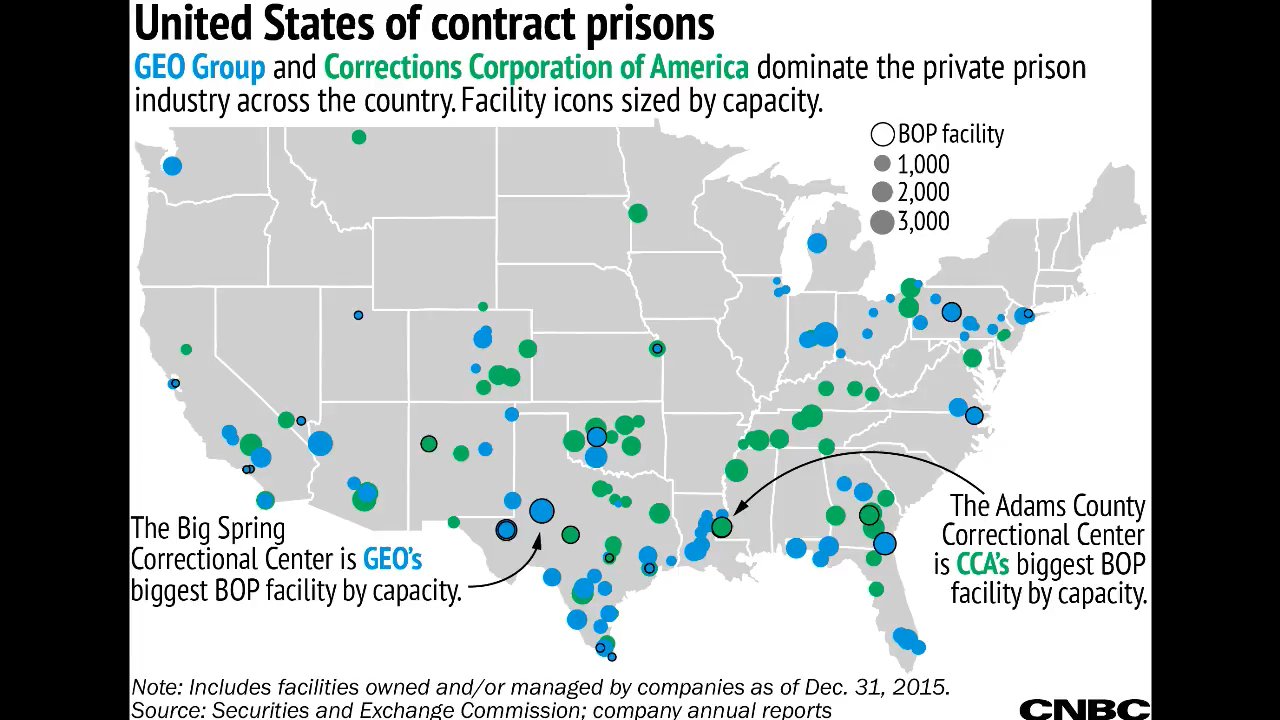 United States of contract prisons
GEO Group and Corrections Corporation of America dominate the private prison
industry across the country. Facility icons sized by capacity.
BOP facility
1,000
2,000
3,000
The Big Spring
Correctional Center is GEO's
biggest BOP facility by capacity.
The Adams County
Correctional Center
is CCA's biggest BOP
facility by capacity.
Note: Includes facilities owned and/or managed by companies as of Dec. 31, 2015.
Source: Securities and Exchange Commission; company annual reports
CNBC